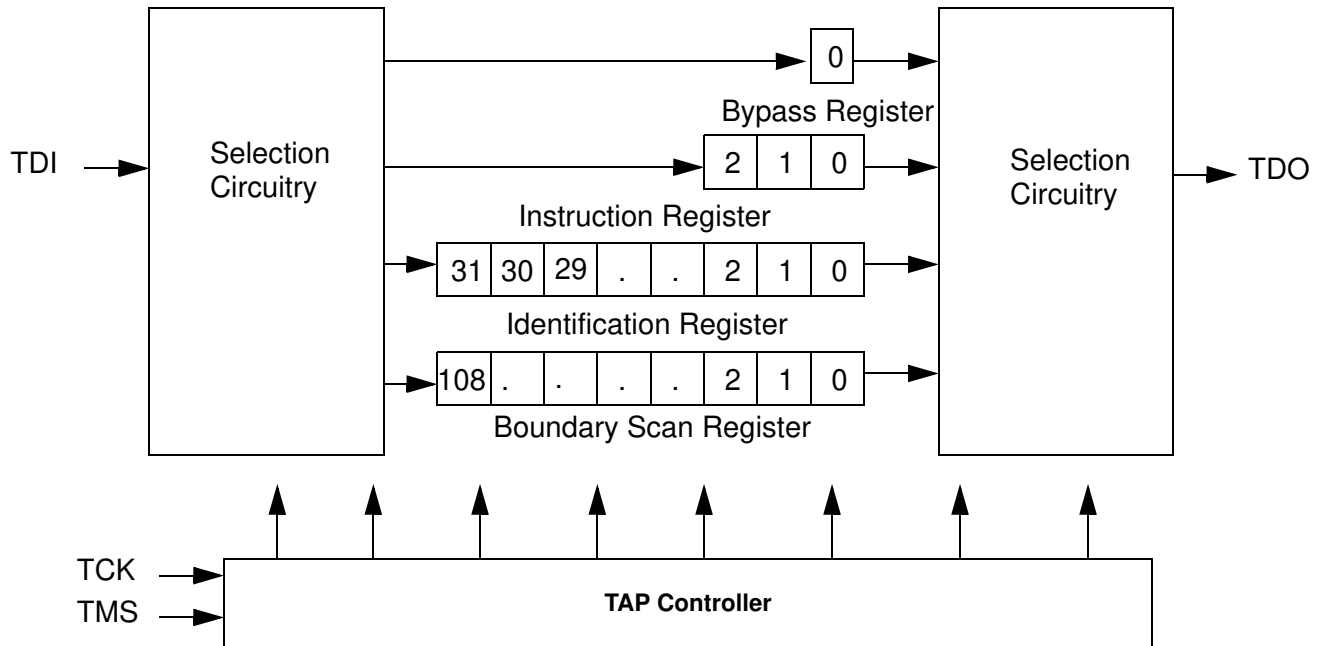 0
Bypass Register
TDI
Selection
Circuitry
2 1 0
Selection
Circuitry
TDO
Instruction Register
31 30 29 . . 2 1 0
Identification Register
108 . . . . 2 1 0
Boundary Scan Register
TCK
TMS
TAP Controller